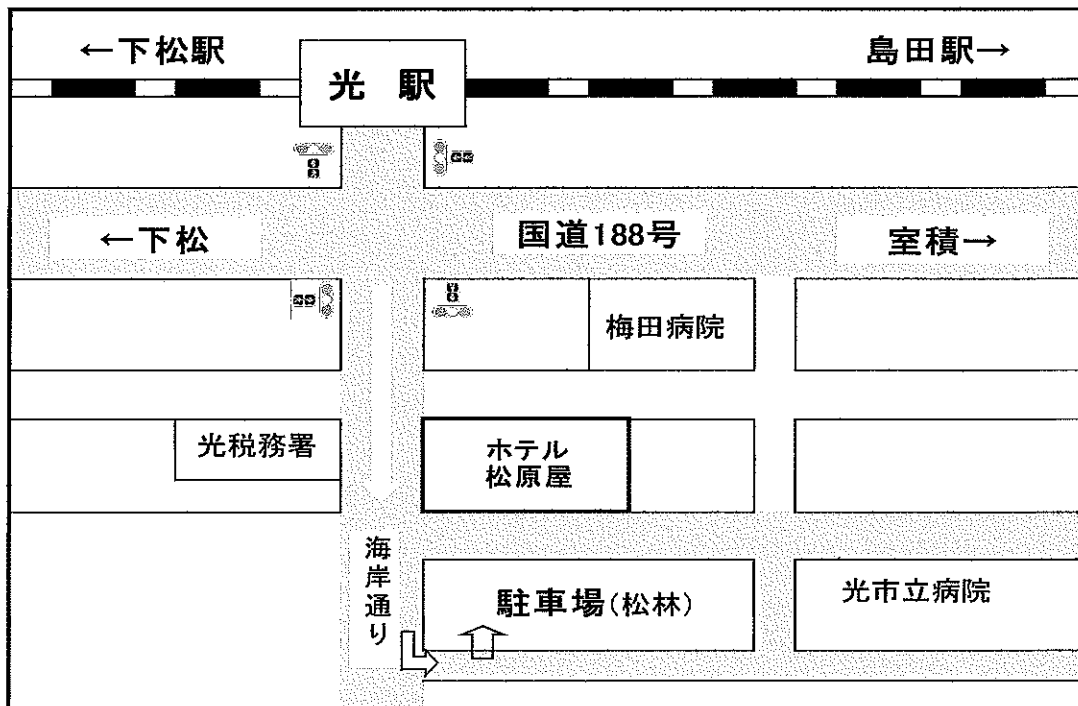 ←下松駅
島田駅→
光 駅
←下松
国道188号
室積→
梅田病院
光税務署
ホテル
松原屋
海岸通り
駐車場(松林)
光市立病院